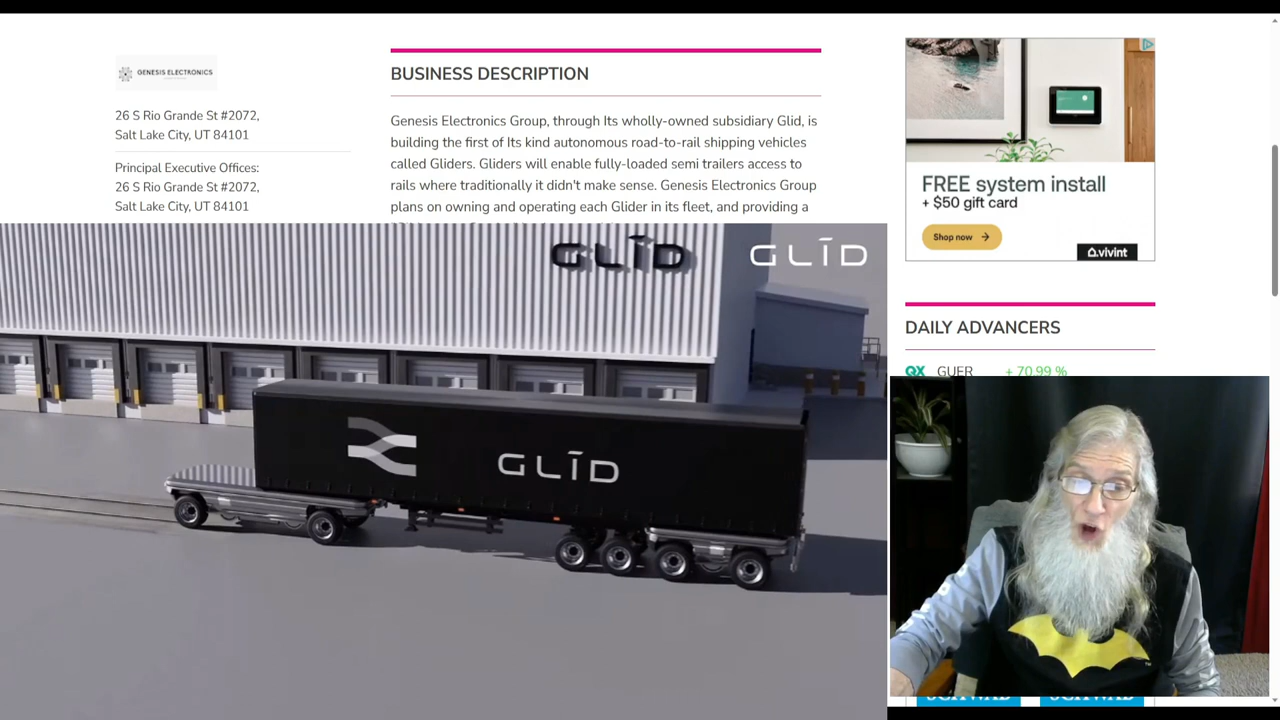 GENESIS ELECTRONICS
26 S Rio Grande St #2072,
Salt Lake City, UT 84101
Principal Executive Offices:
26 S Rio Grande St #2072,
Salt Lake City, UT 84101
BUSINESS DESCRIPTION
Genesis Electronics Group, through Its wholly-owned subsidiary Glid, is
building the first of Its kind autonomous road-to-rail shipping vehicles
called Gliders. Gliders will enable fully-loaded semi trailers access to
rails where traditionally it didn't make sense. Genesis Electronics Group
plans on owning and operating each Glider in its fleet, and providing a
FREE system install
+ $50 gift card
Shop now
vivint
DAILY ADVANCERS
QX GUER + 70.99 %
GLĪD
GLĪD
GLĪD